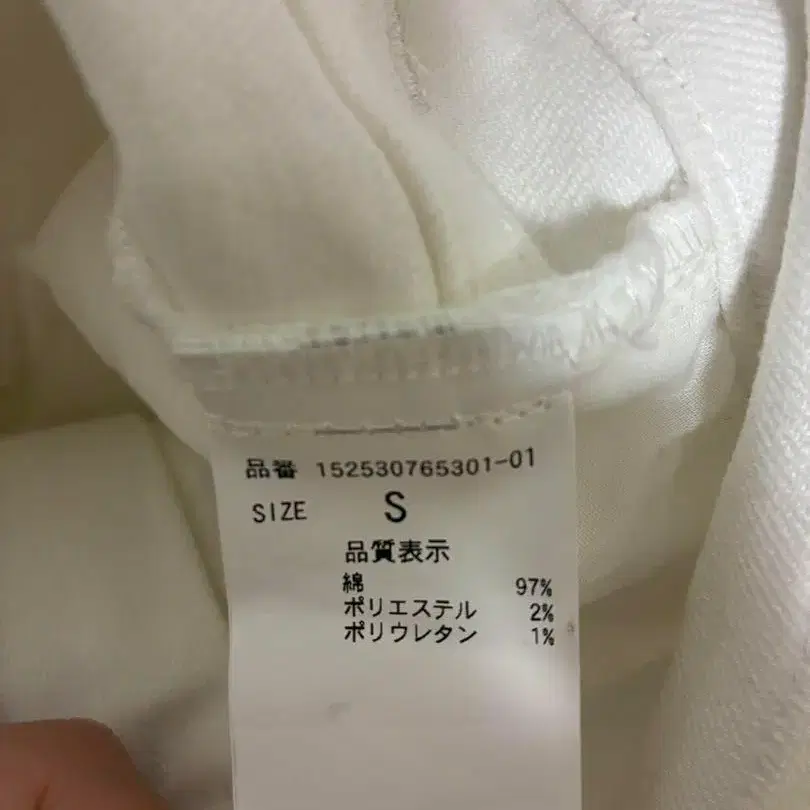 品番 152530765301-01
SIZE S
品質表示
綿 97%
ポリエステル 2%
ポリウレタン 1%